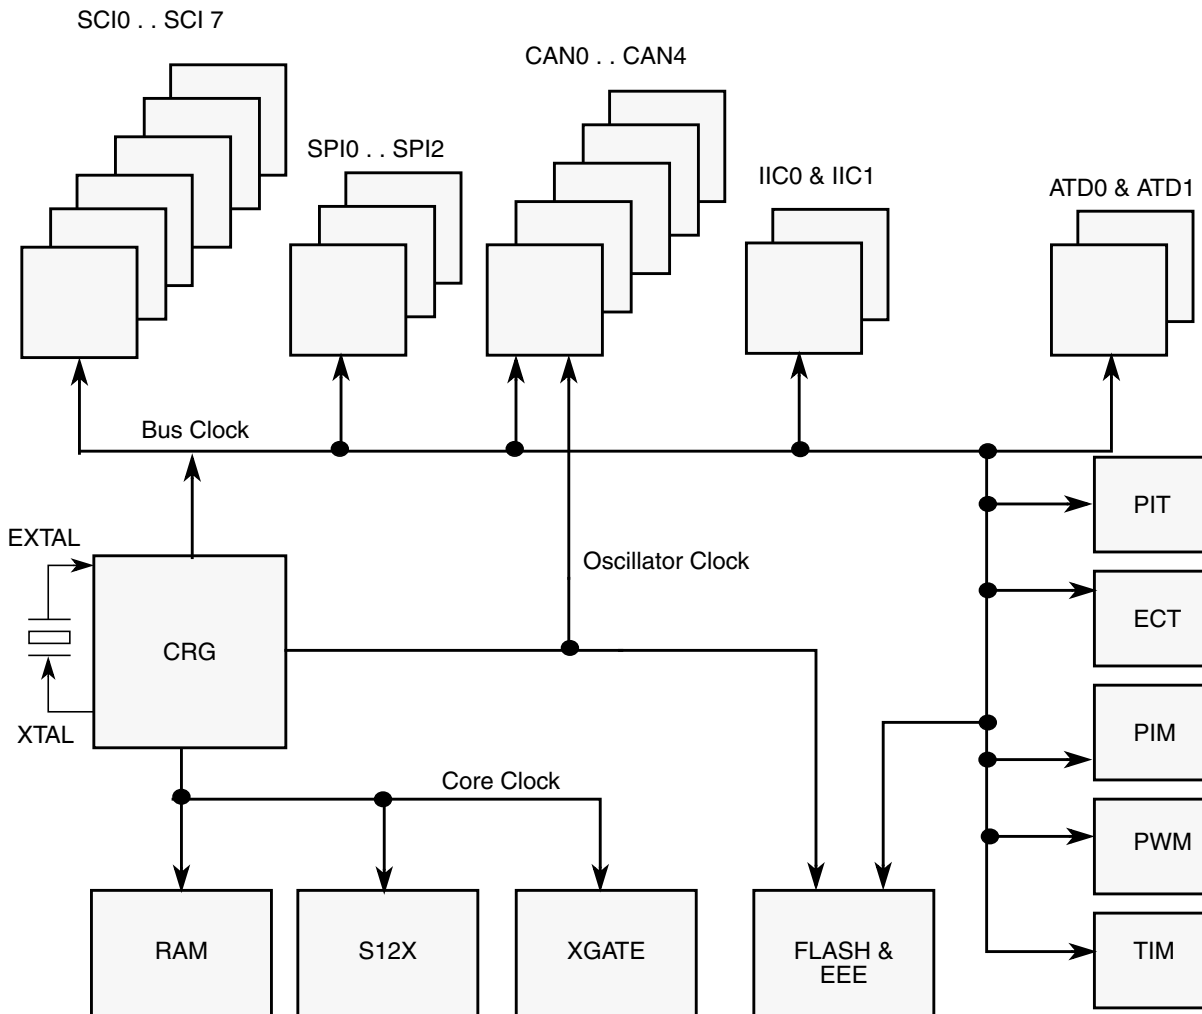 SCI0 . . SCI 7
CAN0 . . CAN4
SPI0 . . SPI2
IIC0 & IIC1
ATD0 & ATD1
Bus Clock
PIT
EXTAL
Oscillator Clock
ECT
CRG
XTAL
PIM
Core Clock
PWM
RAM
S12X
XGATE
FLASH &
EEE
TIM